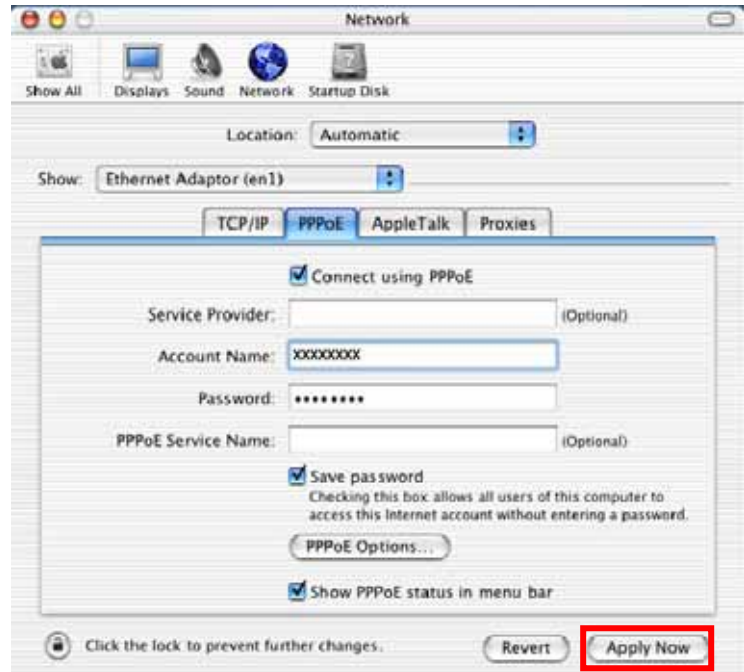 Network
Show All Displays Sound Network Startup Disk
Location: Automatic
Show: Ethernet Adaptor (en1)
TCP/IP PPPoE AppleTalk Proxies
Connect using PPPoE
Service Provider: (Optional)
Account Name: xxxxxxxx
Password: ••••••••
PPPoE Service Name: (Optional)
Save password
Checking this box allows all users of this computer to
access this Internet account without entering a password.
PPPoE Options...
Show PPPoE status in menu bar
Click the lock to prevent further changes. Revert Apply Now